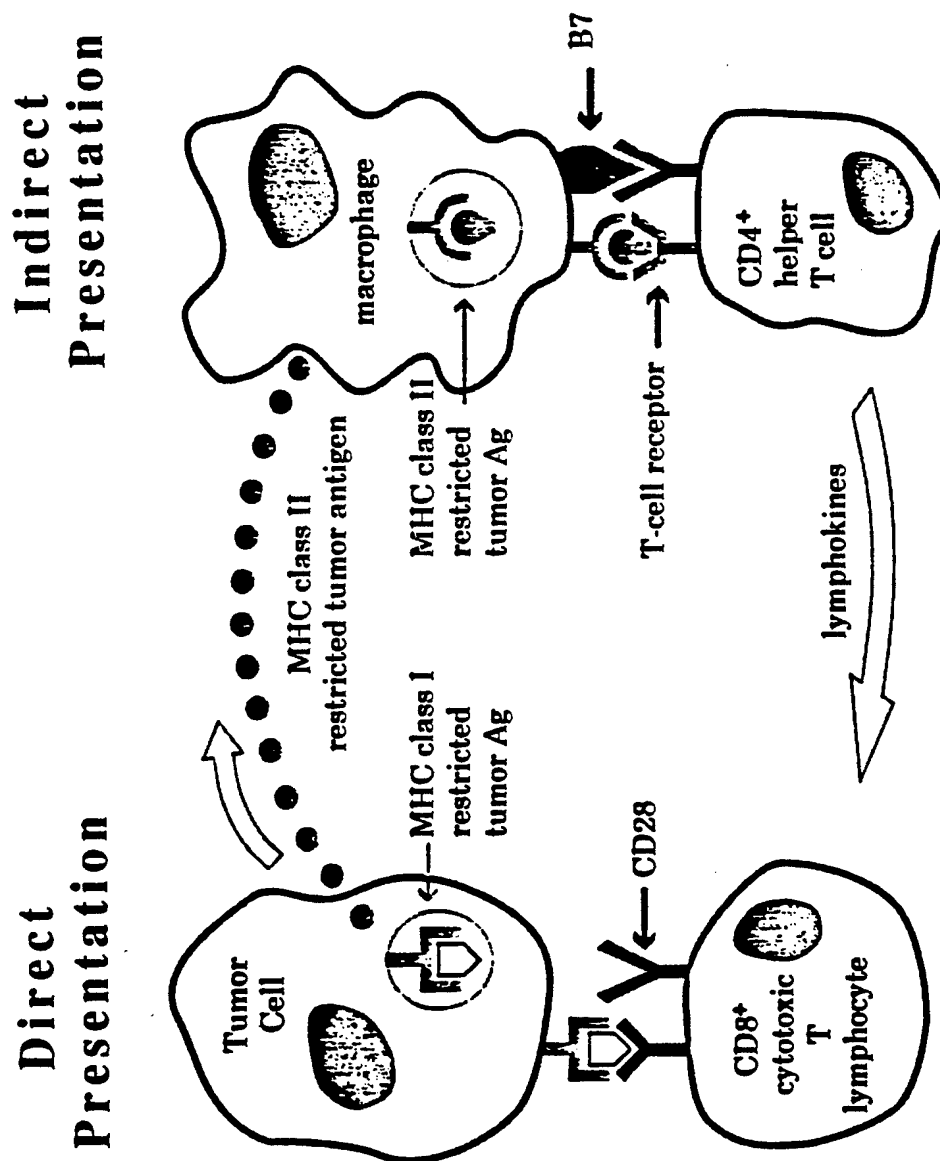 Direct
Presentation
Indirect
Presentation
Tumor
Cell
MHC class II
restricted tumor antigen
macrophage
MHC class I
restricted
tumor Ag
MHC class II
restricted
tumor Ag
CD28
T-cell receptor
B7
CD8+
cytotoxic
T
lymphocyte
lymphokines
CD4+
helper
T cell